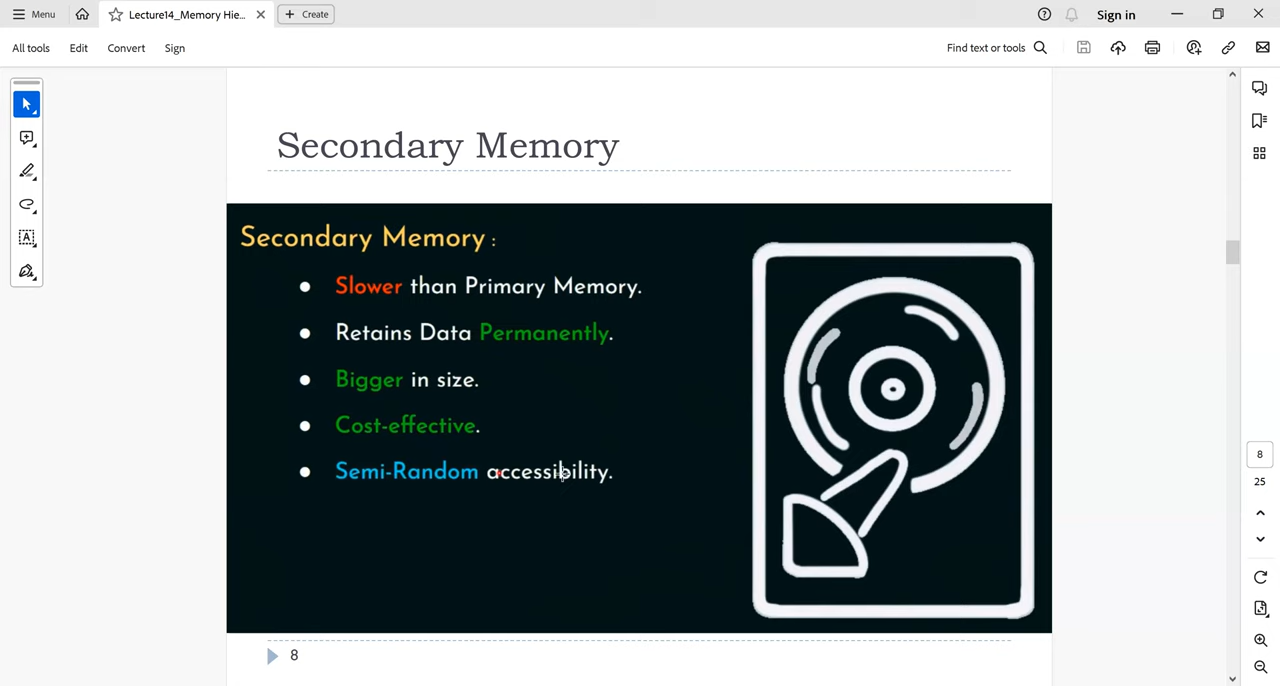 Menu
Lecture14_Memory Hie...
Create
Sign in
All tools
Edit
Convert
Sign
Find text or tools
Secondary Memory
Secondary Memory :
Slower than Primary Memory.
Retains Data Permanently.
Bigger in size.
Cost-effective.
Semi-Random accessibility.
8
8
25